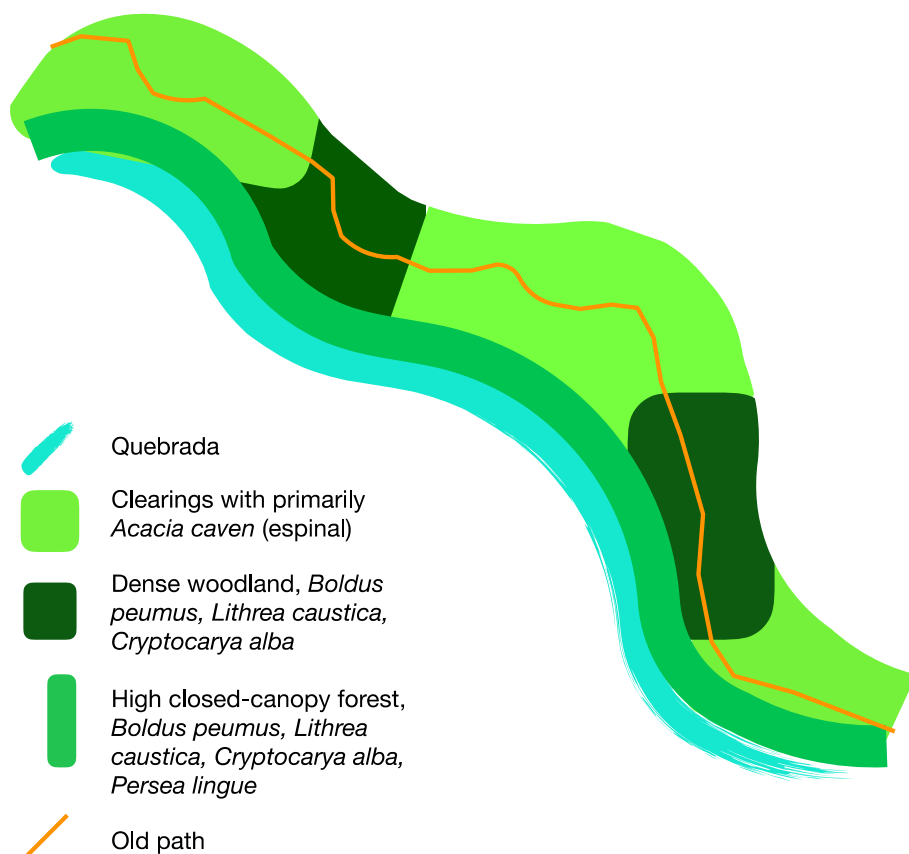 Quebrada
Clearings with primarily
Acacia caven (espinal)
Dense woodland, Boldus
peumus, Lithrea caustica,
Cryptocarya alba
High closed-canopy forest,
Boldus peumus, Lithrea
caustica, Cryptocarya alba,
Persea lingue
Old path